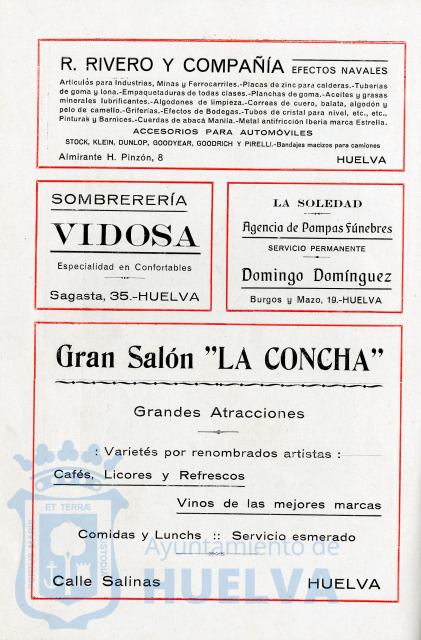 R. RIVERO Y COMPAÑÍA EFECTOS NAVALES
Artículos para Industrias, Minas y Ferrocarriles.-Placas de zinc para calderas.-Tuberías
de goma y lona.-Empaquetaduras de todas clases.-Planchas de goma.-Aceites y grasas
minerales lubrificantes.-Algodones de limpieza.-Correas de cuero, balata, algodón y
pelo de camello.-Griferías.-Efectos de Bodegas.-Tubos de cristal para nivel, etc., etc.,
Pinturas y Barnices.-Cuerdas de abacá Manila.-Metal antifricción Iberia marca Estrella.
ACCESORIOS PARA AUTOMÓVILES
STOCK, KLEIN, DUNLOP, GOODYEAR, GOODRICH Y PIRELLI.-Bandajes macizos para camiones
Almirante H. Pinzón, 8 HUELVA
SOMBRERERÍA
VIDOSA
Especialidad en Confortables
Sagasta, 35.-HUELVA
LA SOLEDAD
Agencia de Pompas Fúnebres
SERVICIO PERMANENTE
Domingo Domínguez
Burgos y Mazo, 19.-HUELVA
Gran Salón "LA CONCHA"
Grandes Atracciones
: Varietés por renombrados artistas :
Cafés, Licores y Refrescos
Vinos de las mejores marcas
Comidas y Lunchs :: Servicio esmerado
Calle Salinas HUELVA
ET TERRÆ
PORTUS MARIS
CUSTODIA
Ayuntamiento de
HUELVA